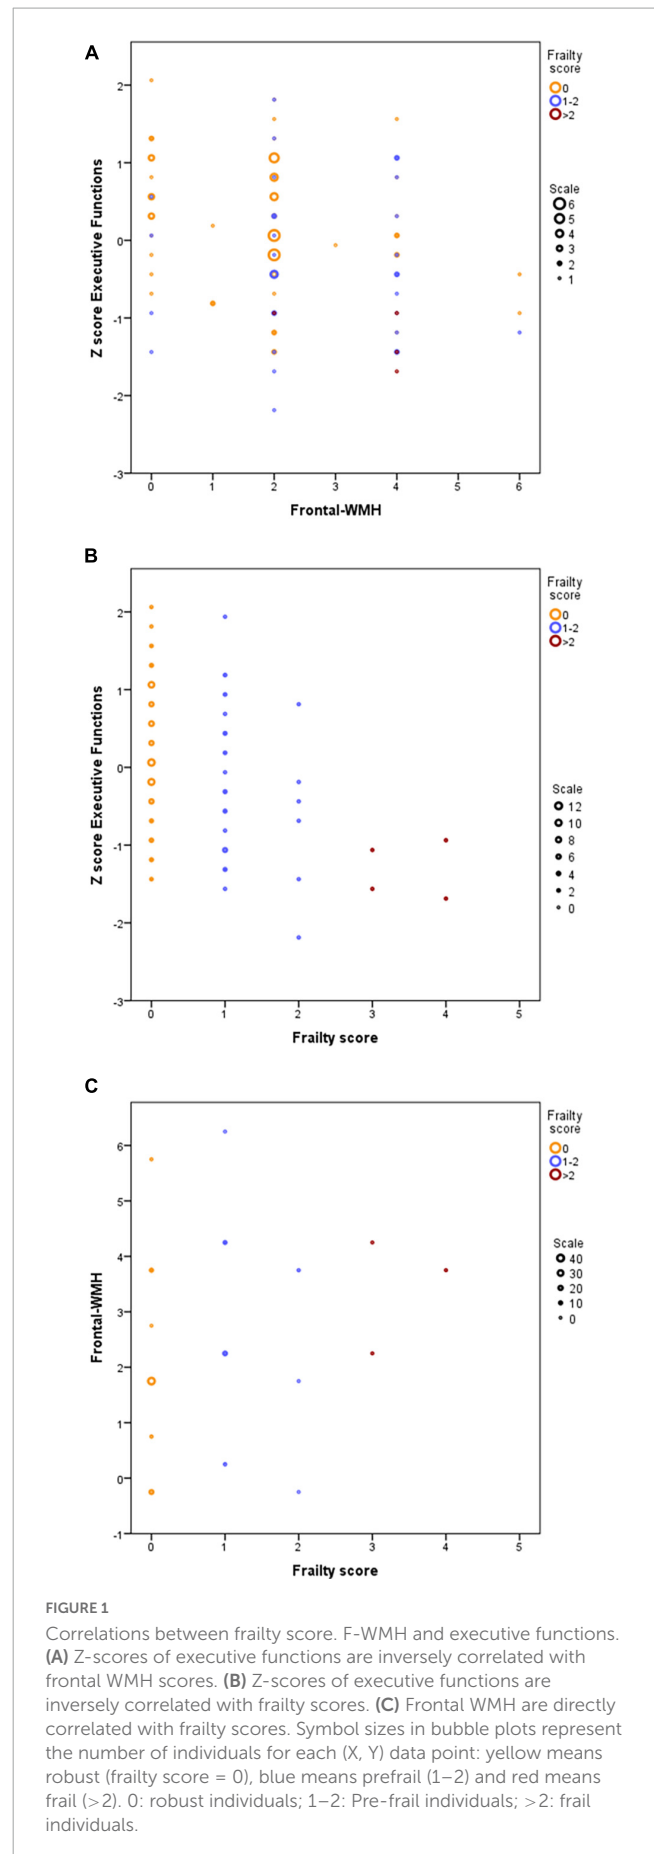 A
Frailty
score
0
1-2
>2
Scale
6
5
4
3
2
1
Z score Executive Functions
2
1
0
-1
-2
-3
0 1 2 3 4 5 6
Frontal-WMH
B
Frailty
score
0
1-2
>2
Scale
12
10
8
6
4
2
0
Z score Executive Functions
2
1
0
-1
-2
-3
0 1 2 3 4 5
Frailty score
C
Frailty
score
0
1-2
>2
Scale
40
30
20
10
0
Frontal-WMH
6
5
4
3
2
1
0
-1
0 1 2 3 4 5
Frailty score
FIGURE 1
Correlations between frailty score. F-WMH and executive functions.
(A) Z-scores of executive functions are inversely correlated with
frontal WMH scores. (B) Z-scores of executive functions are
inversely correlated with frailty scores. (C) Frontal WMH are directly
correlated with frailty scores. Symbol sizes in bubble plots represent
the number of individuals for each (X, Y) data point: yellow means
robust (frailty score = 0), blue means prefrail (1–2) and red means
frail (>2). 0: robust individuals; 1–2: Pre-frail individuals; >2: frail
individuals.